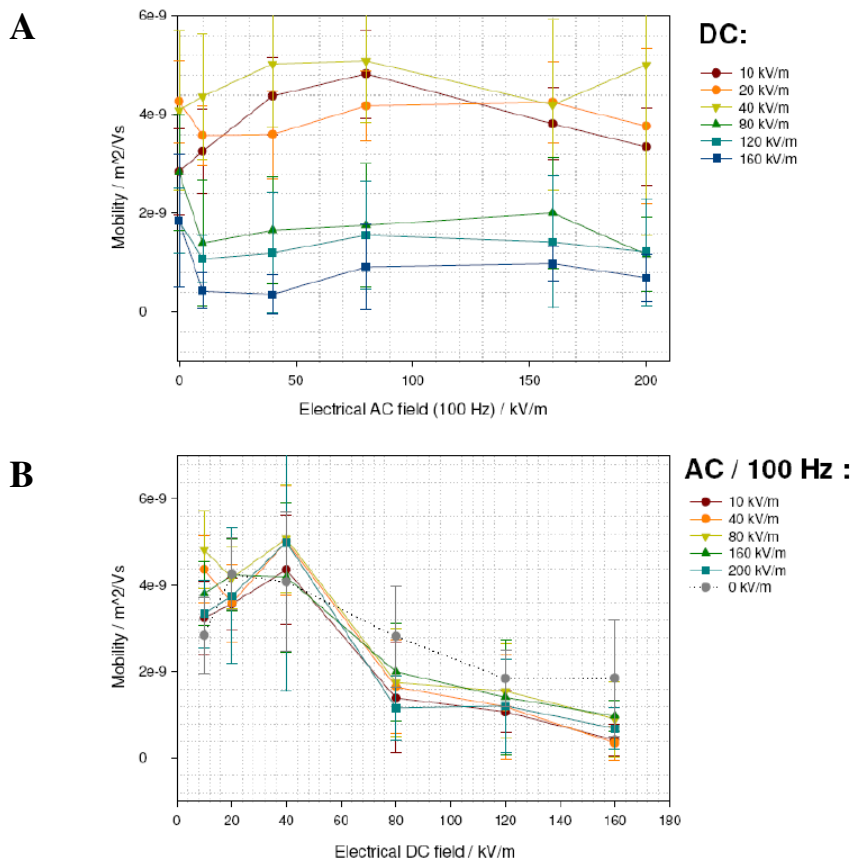 A
DC:
10 kV/m
20 kV/m
40 kV/m
80 kV/m
120 kV/m
160 kV/m
Mobility / m^2/Vs
6e-9
4e-9
2e-9
0
0 50 100 150 200
Electrical AC field (100 Hz) / kV/m
B
AC / 100 Hz :
10 kV/m
40 kV/m
80 kV/m
160 kV/m
200 kV/m
0 kV/m
Mobility / m^2/Vs
6e-9
4e-9
2e-9
0
0 20 40 60 80 100 120 140 160 180
Electrical DC field / kV/m